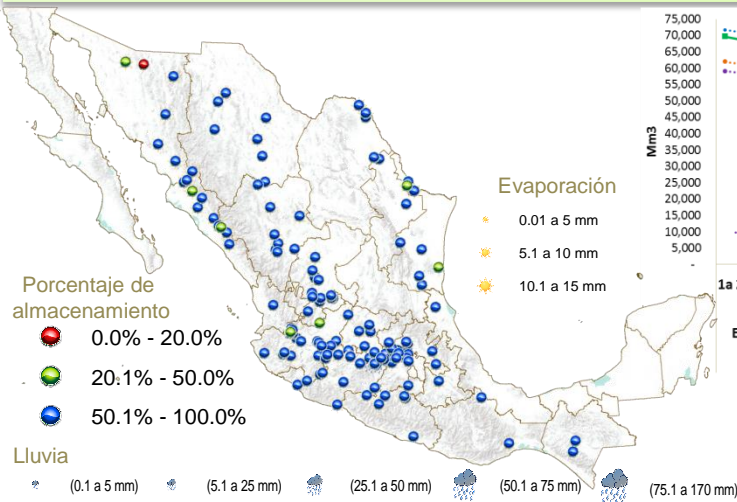 75,000
70,000
65,000
60,000
55,000
50,000
45,000
40,000
35,000
30,000
25,000
20,000
15,000
10,000
5,000
Mm3
1a
E
Evaporación
0.01 a 5 mm
5.1 a 10 mm
10.1 a 15 mm
Porcentaje de
almacenamiento
0.0% - 20.0%
20.1% - 50.0%
50.1% - 100.0%
Lluvia
(0.1 a 5 mm)
(5.1 a 25 mm)
(25.1 a 50 mm)
(50.1 a 75 mm)
(75.1 a 170 mm)